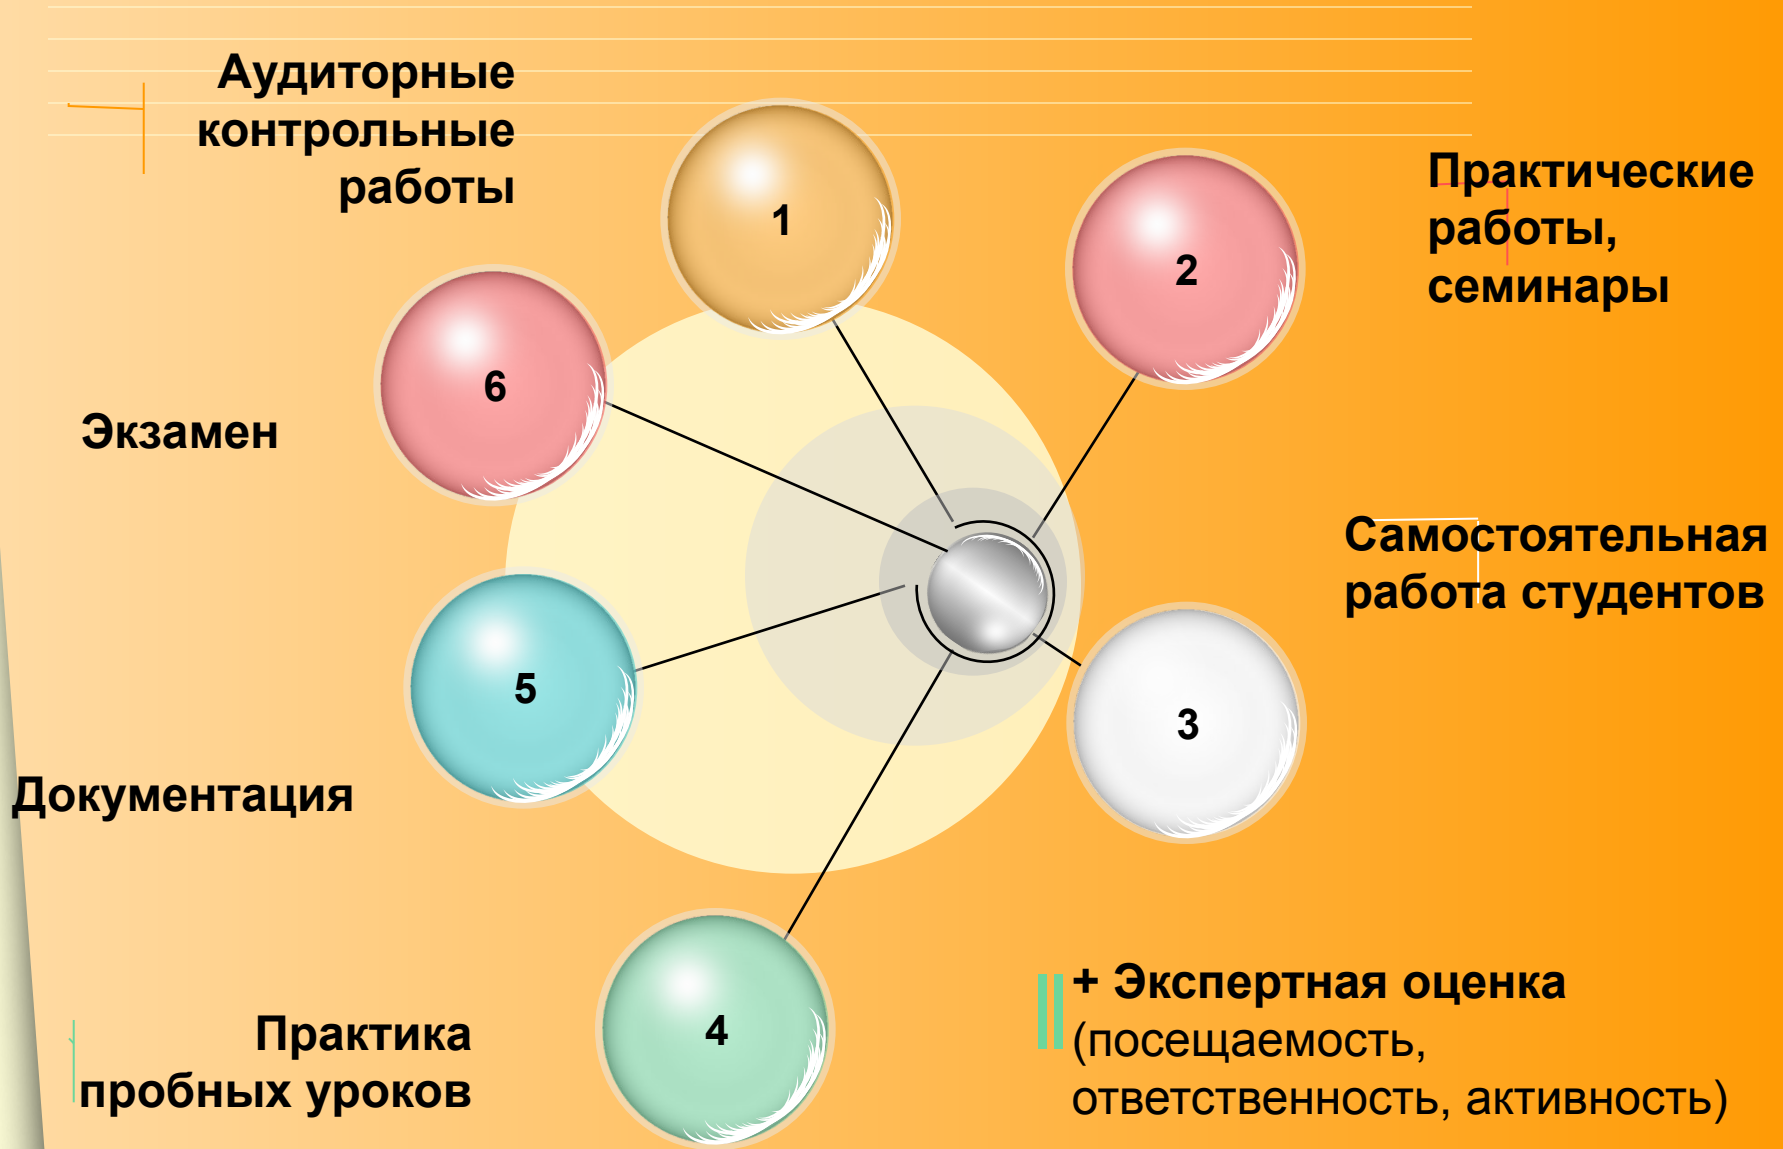 Аудиторные
контрольные
работы
1
2
Практические
работы,
семинары
6
Экзамен
Самостоятельная
работа студентов
5
3
Документация
4
Практика
пробных уроков
+ Экспертная оценка
(посещаемость,
ответственность, активность)